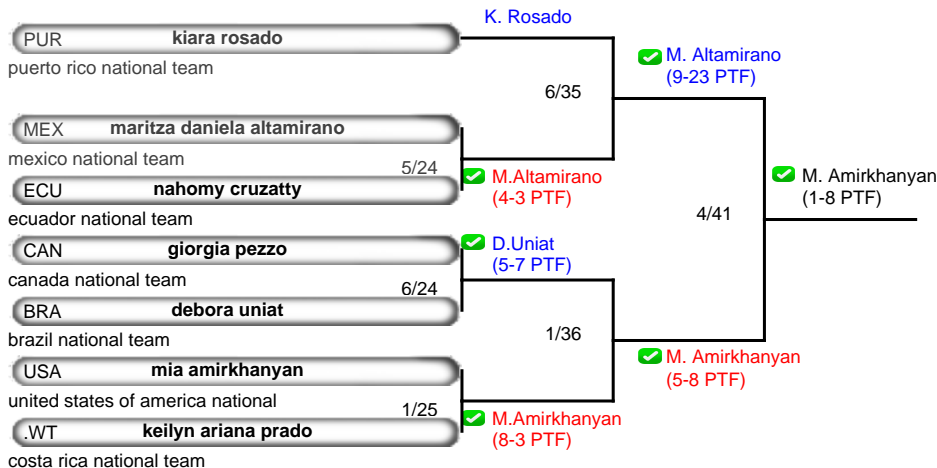 K. Rosado
PUR kiara rosado
puerto rico national team
M. Altamirano
(9-23 PTF)
6/35
MEX maritza daniela altamirano
mexico national team
5/24
M.Altamirano
(4-3 PTF)
ECU nahomy cruzatty
ecuador national team
M. Amirkhanyan
(1-8 PTF)
4/41
CAN giorgia pezzo
canada national team
D.Uniat
(5-7 PTF)
6/24
BRA debora uniat
brazil national team
1/36
M. Amirkhanyan
(5-8 PTF)
USA mia amirkhanyan
united states of america national
1/25
M.Amirkhanyan
(8-3 PTF)
.WT keilyn ariana prado
costa rica national team